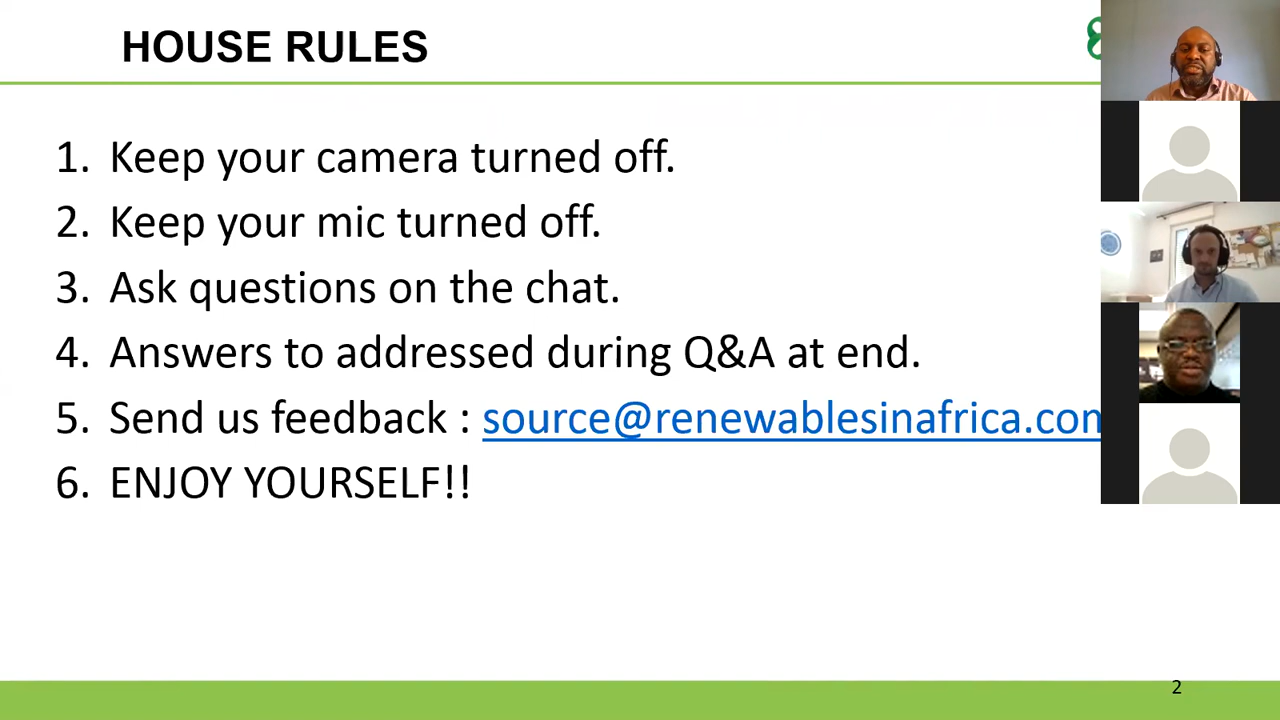 HOUSE RULES
1. Keep your camera turned off.
2. Keep your mic turned off.
3. Ask questions on the chat.
4. Answers to addressed during Q&A at end.
5. Send us feedback : source@renewablesinafrica.com
6. ENJOY YOURSELF!!
2